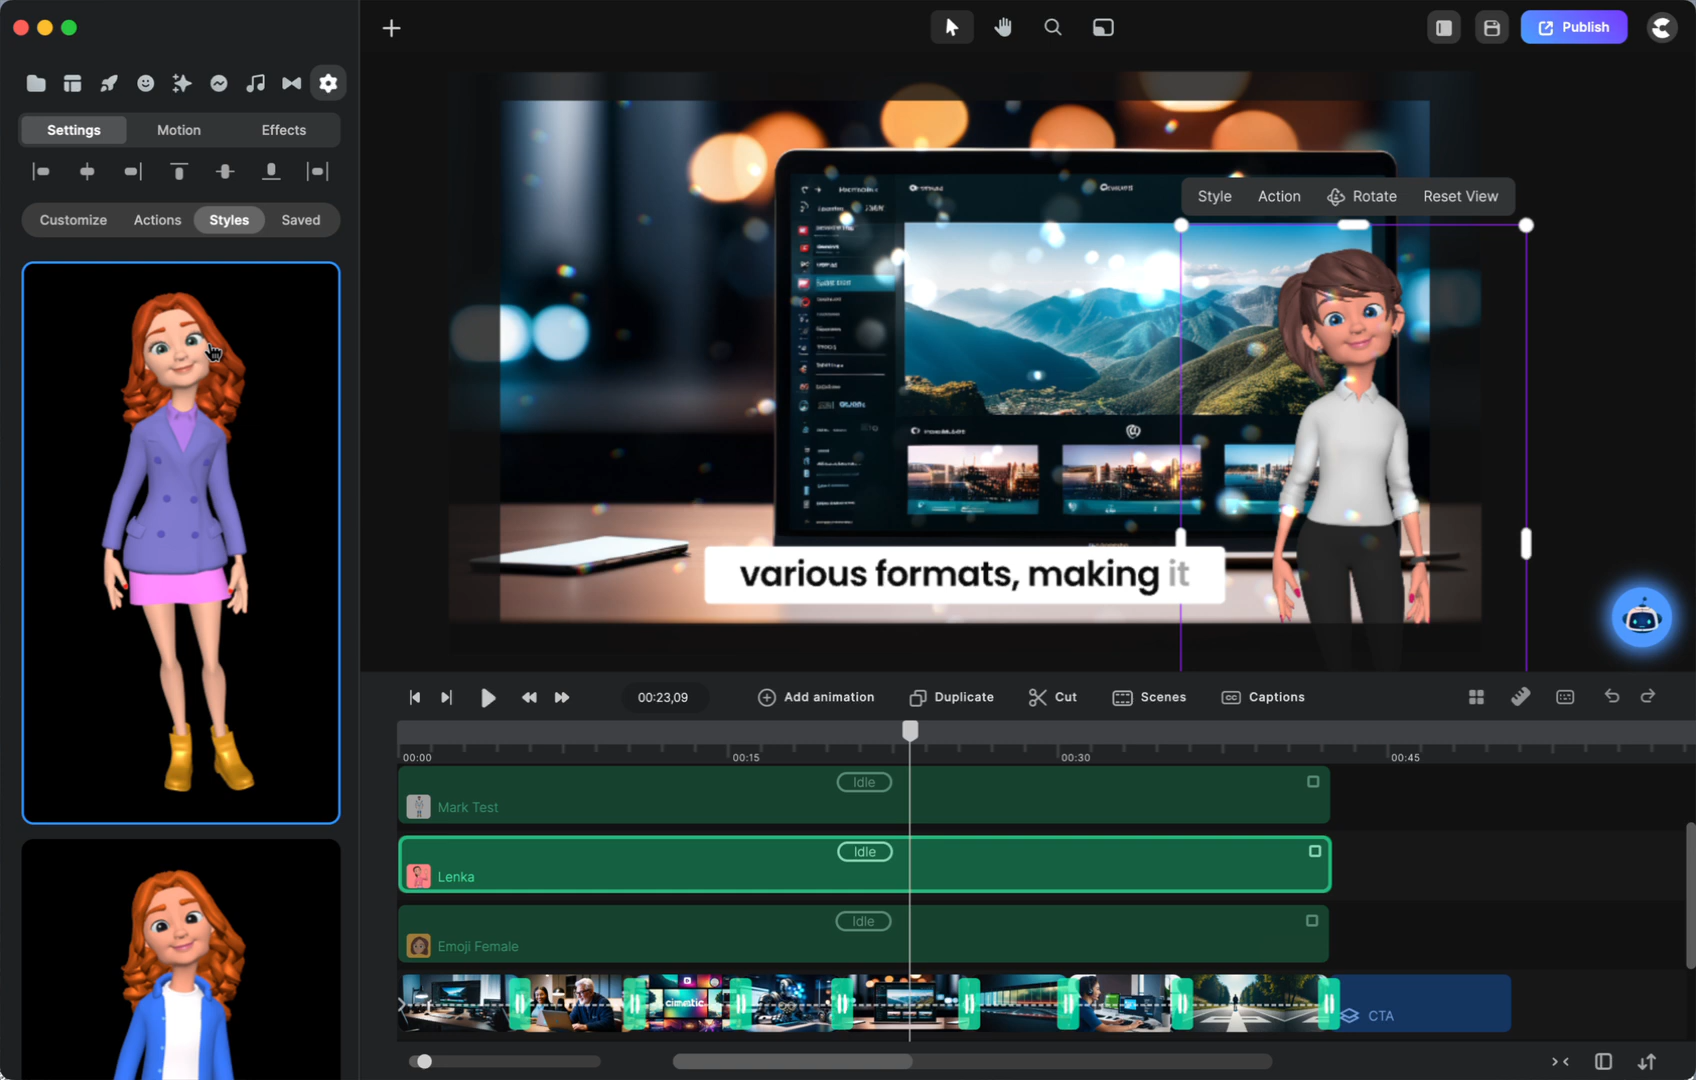 Publish
Settings
Motion
Effects
Customize
Actions
Styles
Saved
Style
Action
Rotate
Reset View
various formats, making it
00:23,09
Add animation
Duplicate
Cut
CC
Captions
Scenes
00:00
00:15
00:30
00:45
Idle
Mark Test
Idle
Lenka
Idle
Emoji Female
cimatic
CTA